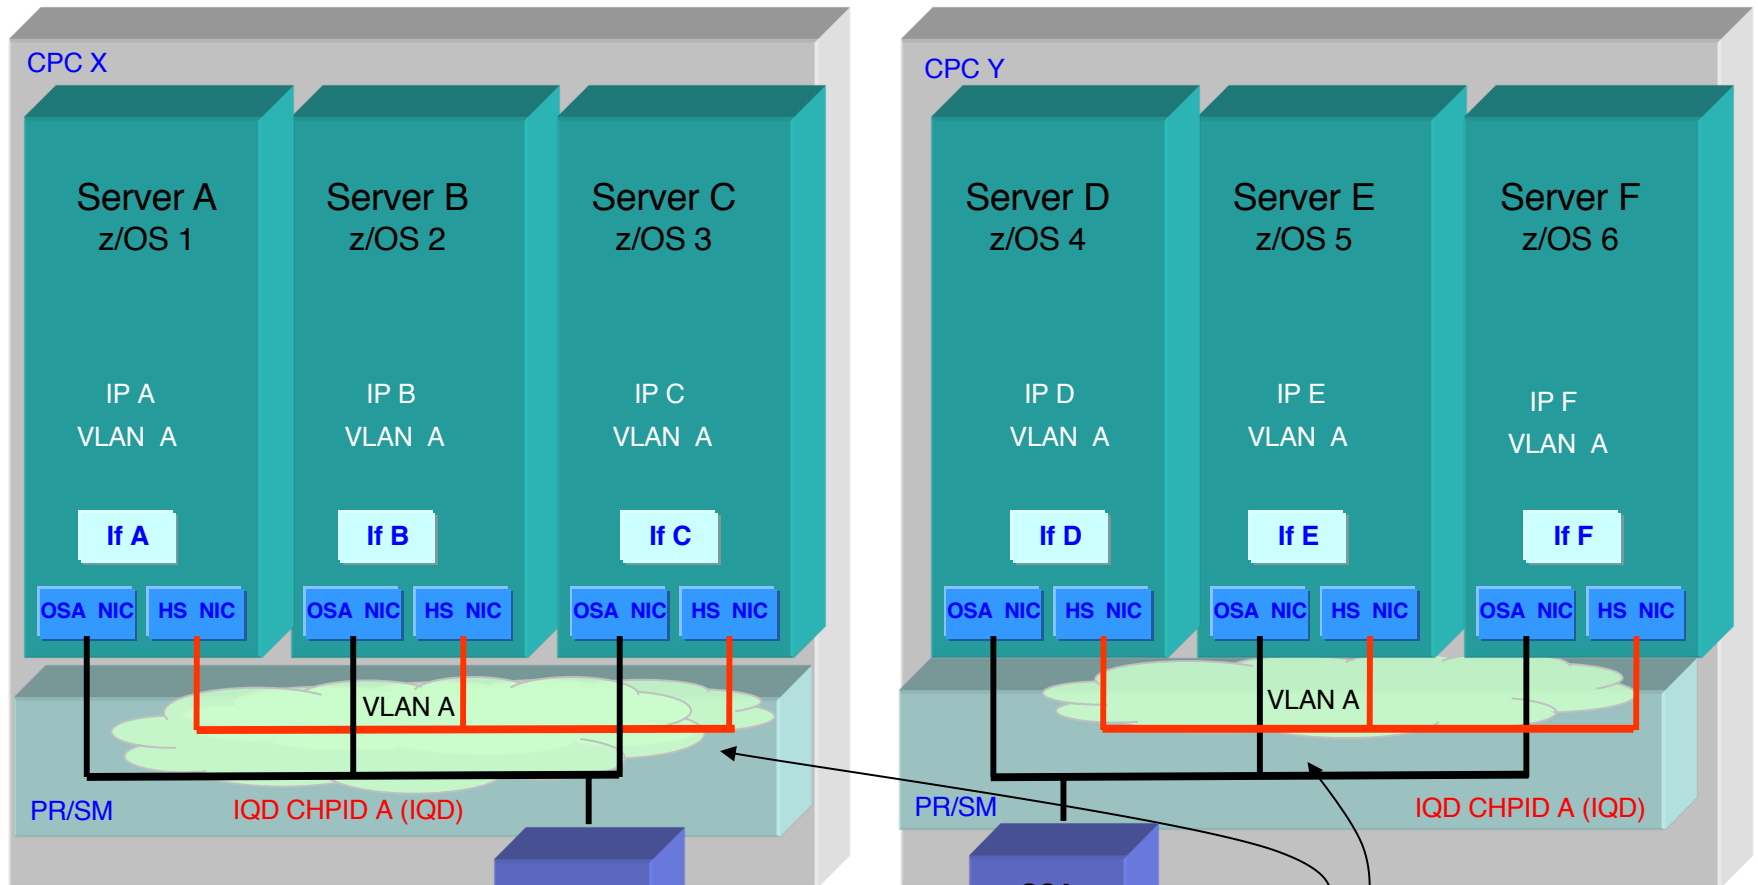 CPC X
Server A
z/OS 1
IP A
VLAN A
If A
OSA NIC
HS NIC
Server B
z/OS 2
IP B
VLAN A
If B
OSA NIC
HS NIC
Server C
z/OS 3
IP C
VLAN A
If C
OSA NIC
HS NIC
VLAN A
PR/SM
IQD CHPID A (IQD)
CPC Y
Server D
z/OS 4
IP D
VLAN A
If D
OSA NIC
HS NIC
Server E
z/OS 5
IP E
VLAN A
If E
OSA NIC
HS NIC
Server F
z/OS 6
IP F
VLAN A
If F
OSA NIC
HS NIC
VLAN A
PR/SM
IQD CHPID A (IQD)